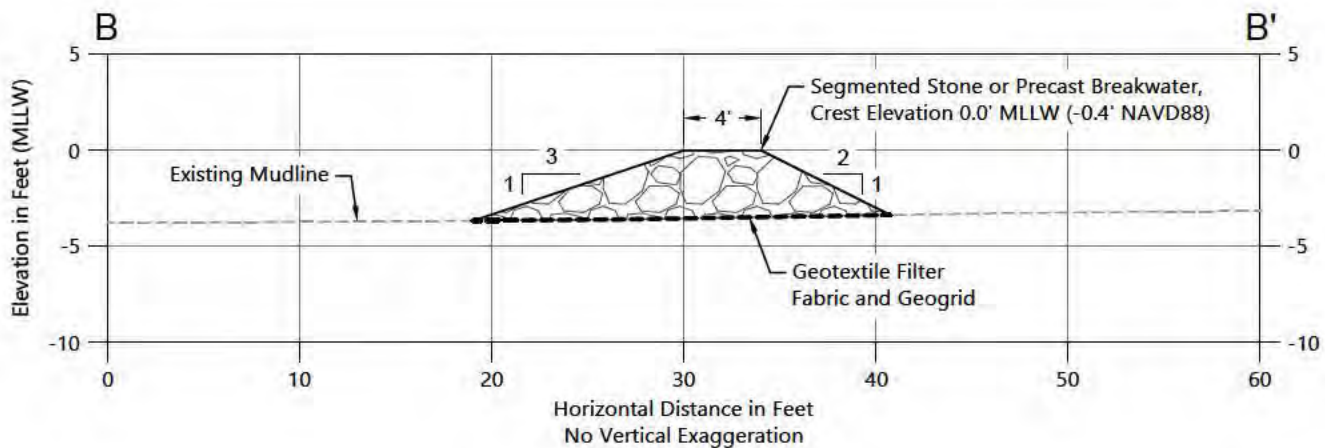 B
B'
5
5
Elevation in Feet (MLLW)
Segmented Stone or Precast Breakwater,
Crest Elevation 0.0' MLLW (-0.4' NAVD88)
4'
0
0
Existing Mudline
3
1
2
1
-5
-5
Geotextile Filter
Fabric and Geogrid
-10
-10
0
10
20
30
40
50
60
Horizontal Distance in Feet
No Vertical Exaggeration